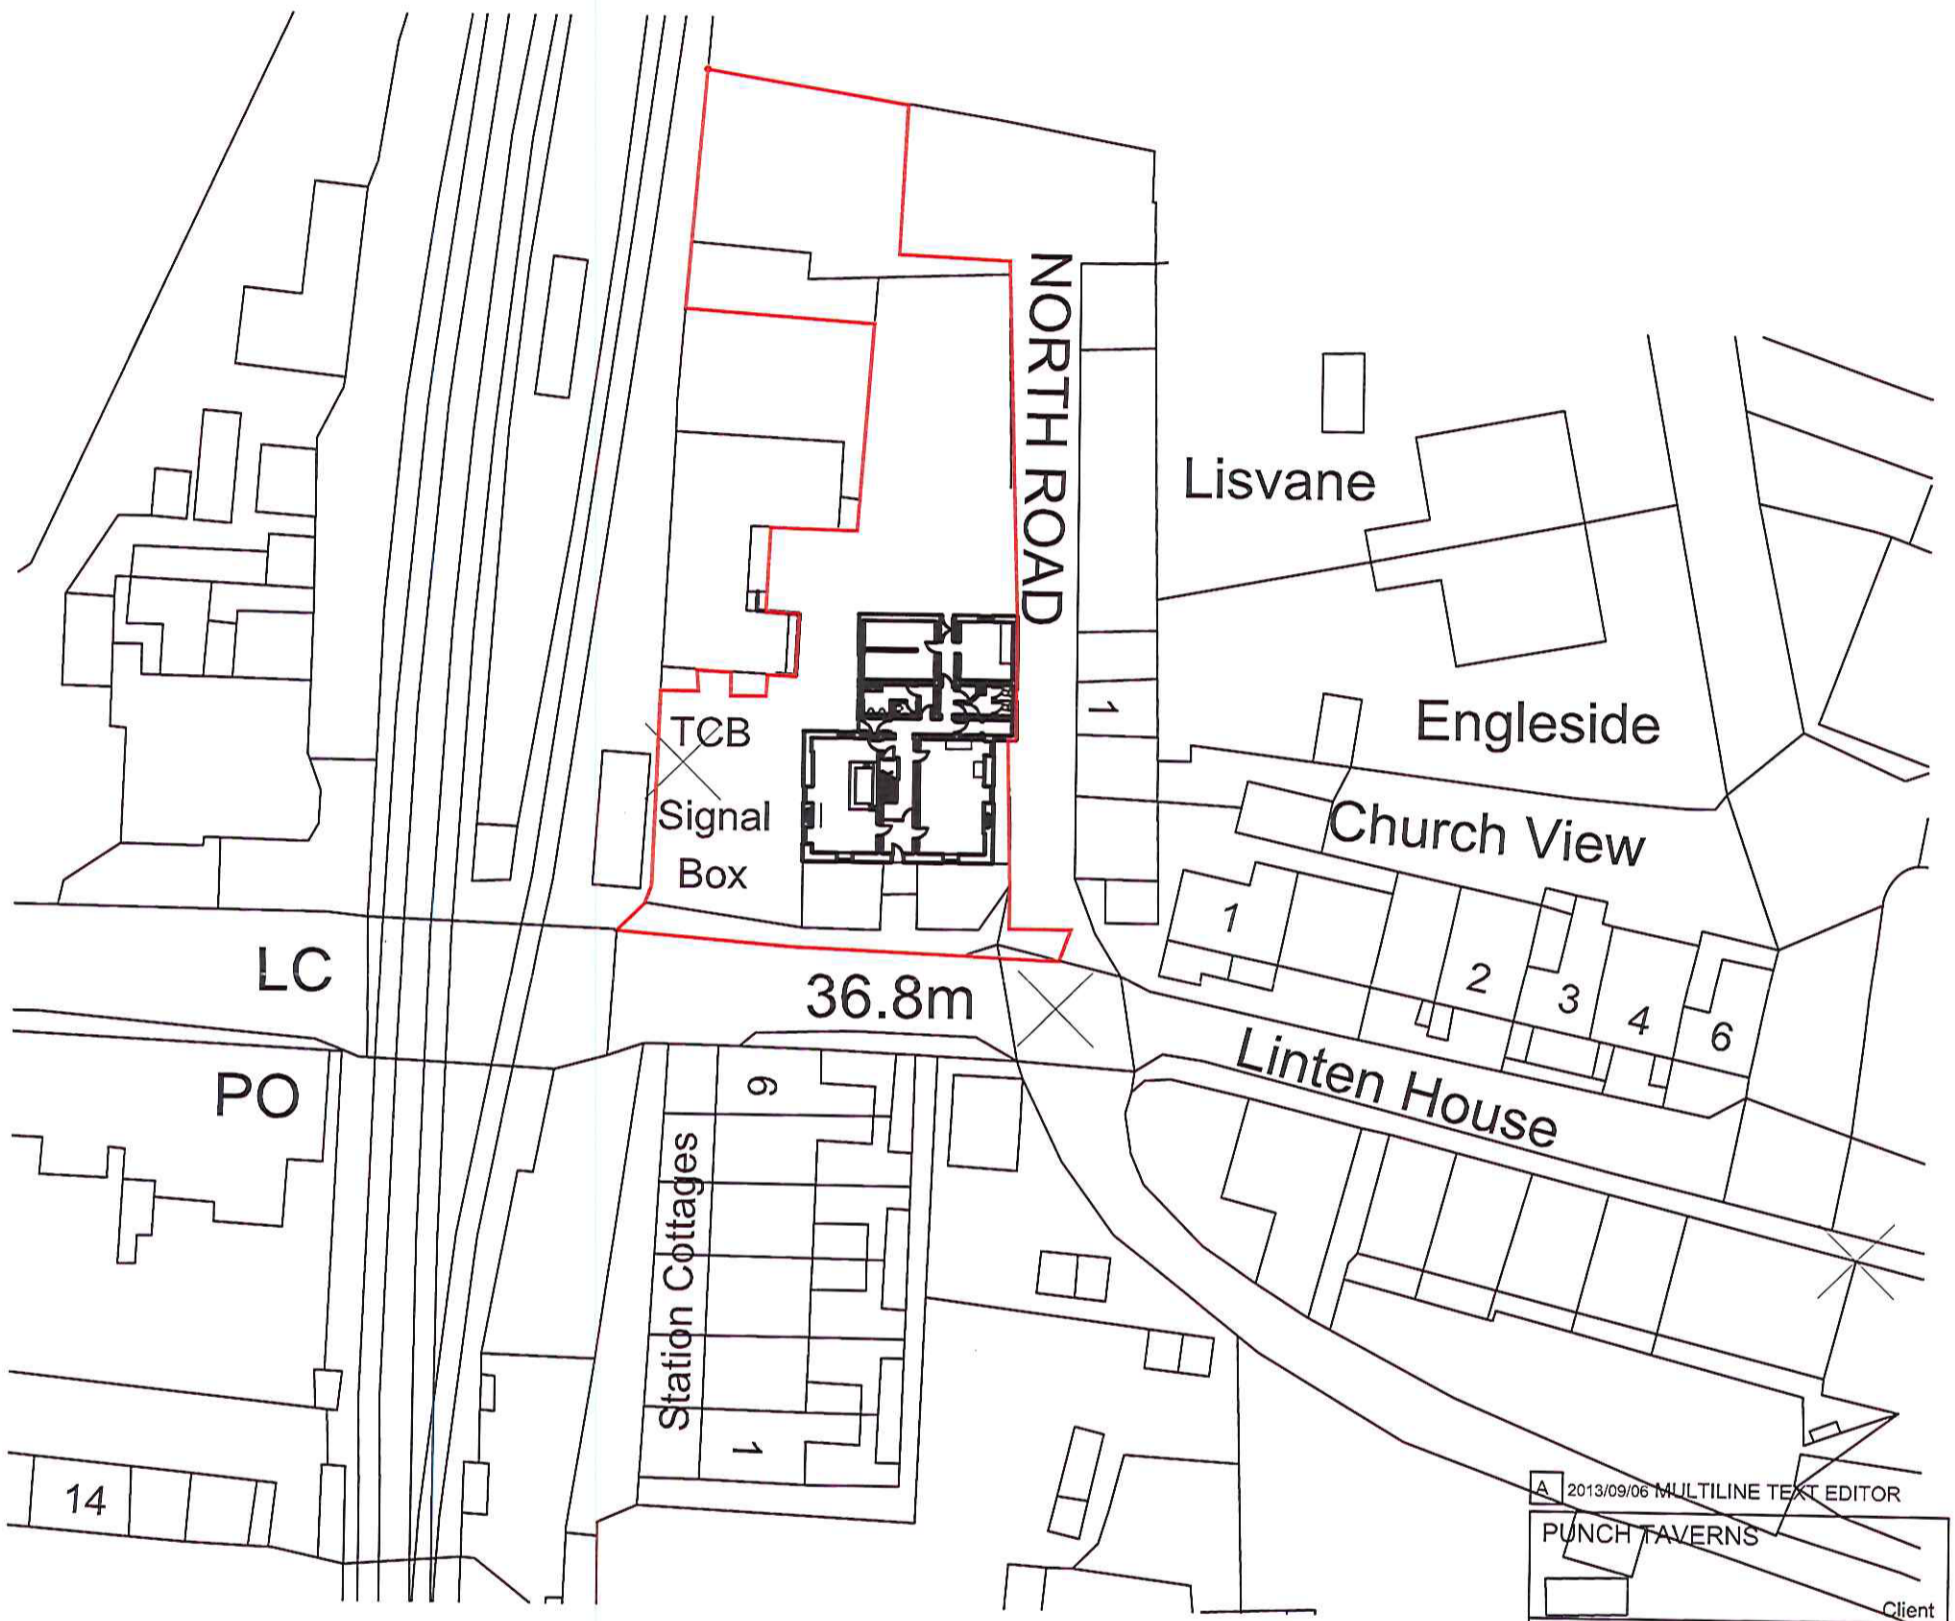 NORTH ROAD
Lisvane
TCB
1
Engleside
Signal
Church View
Box
1
LC
36.8m
2
3
4
6
Linten House
PO
6
Station Cottages
1
14
A 2013/09/06 MULTILINE TEXT EDITOR
PUNCH TAVERNS
Client